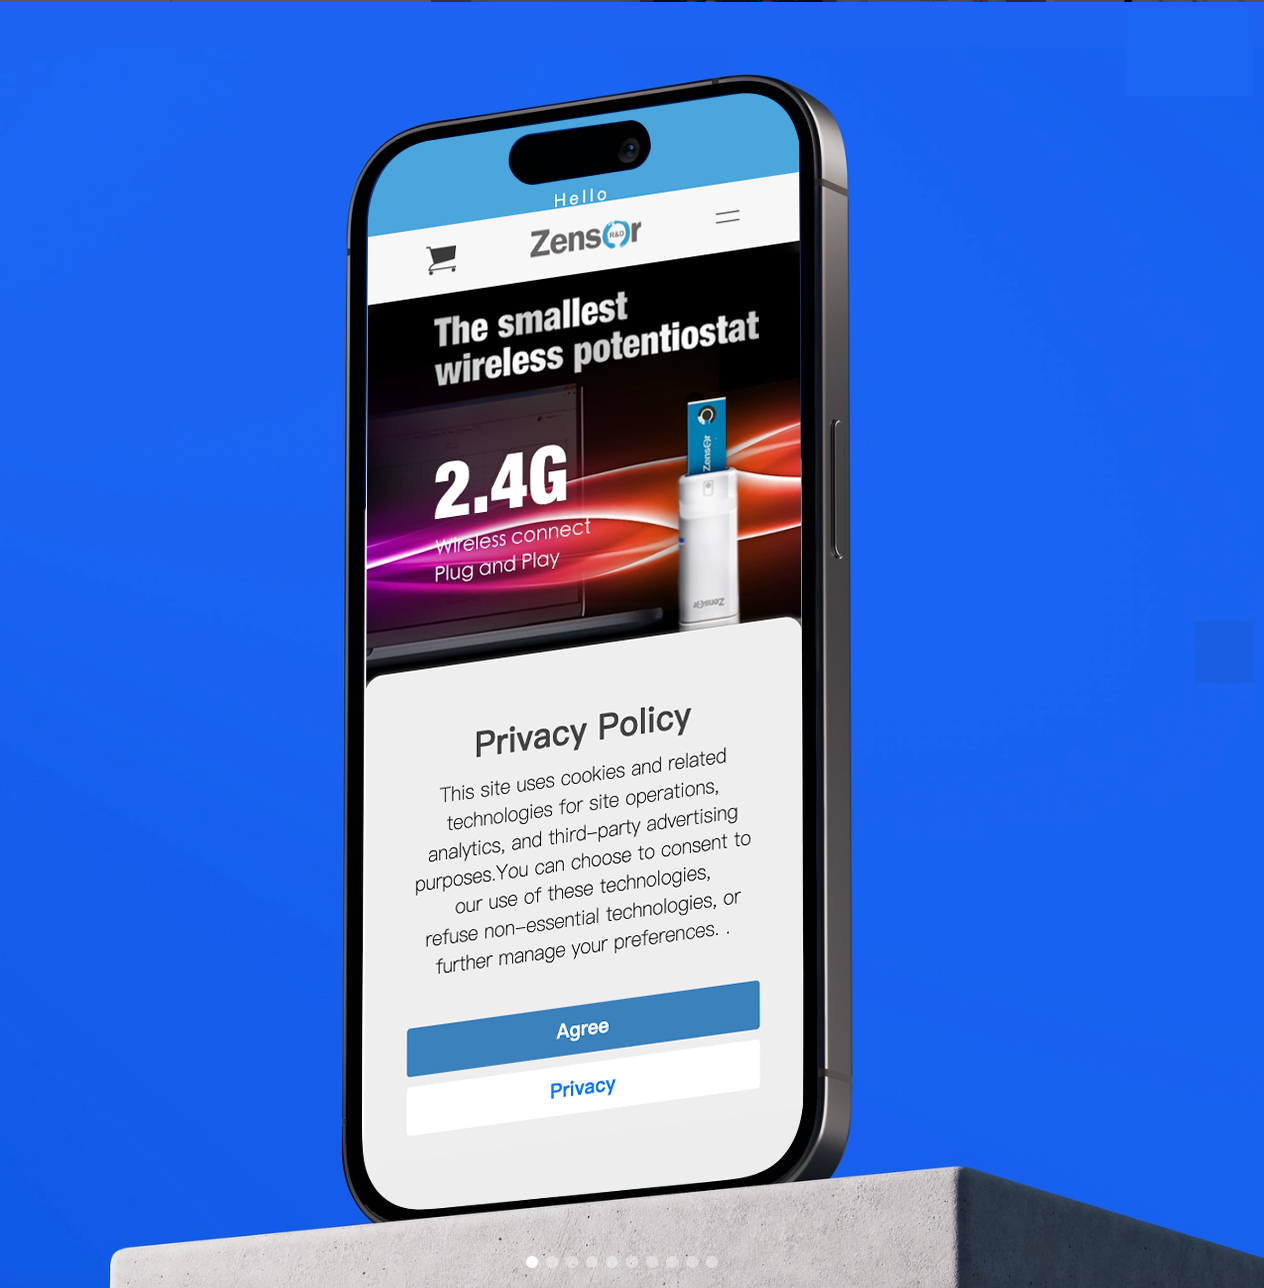 Hello
ZensOr
R&D
The smallest
wireless potentiostat
ZensOr
2.4G
Wireless connect
Plug and Play
ZensOr
Privacy Policy
This site uses cookies and related
technologies for site operations,
analytics, and third-party advertising
purposes.You can choose to consent to
our use of these technologies,
refuse non-essential technologies, or
further manage your preferences. .
Agree
Privacy